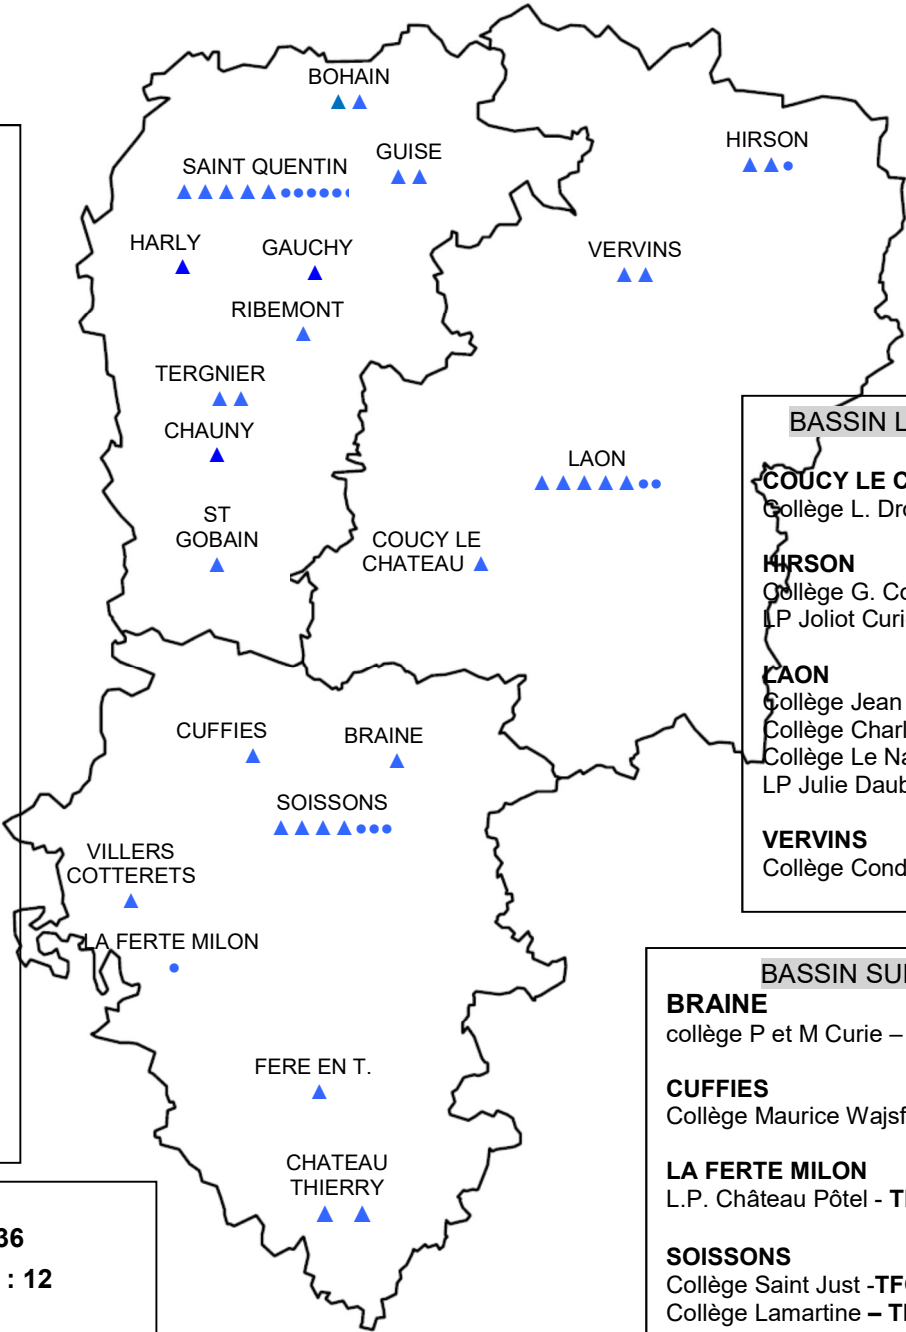 BOHAIN
HIRSON
GUISE
SAINT QUENTIN
HARLY
GAUCHY
VERVINS
RIBEMONT
TERGNIER
CHAUNY
LAON
ST
GOBAIN
COUCY LE
CHATEAU
CUFFIES
BRAINE
SOISSONS
VILLERS
COTTERETS
LA FERTE MILON
FERE EN T.
CHATEAU
THIERRY
36
: 12
BASSIN L
COUCY LE C
Collège L. Dro
HIRSON
Collège G. Co
LP Joliot Curi
LAON
Collège Jean
Collège Charl
Collège Le Na
LP Julie Daub
VERVINS
Collège Cond
BASSIN SU
BRAINE
collège P et M Curie –
CUFFIES
Collège Maurice Wajsf
LA FERTE MILON
L.P. Château Pôtel - T
SOISSONS
Collège Saint Just -TF
Collège Lamartine – T